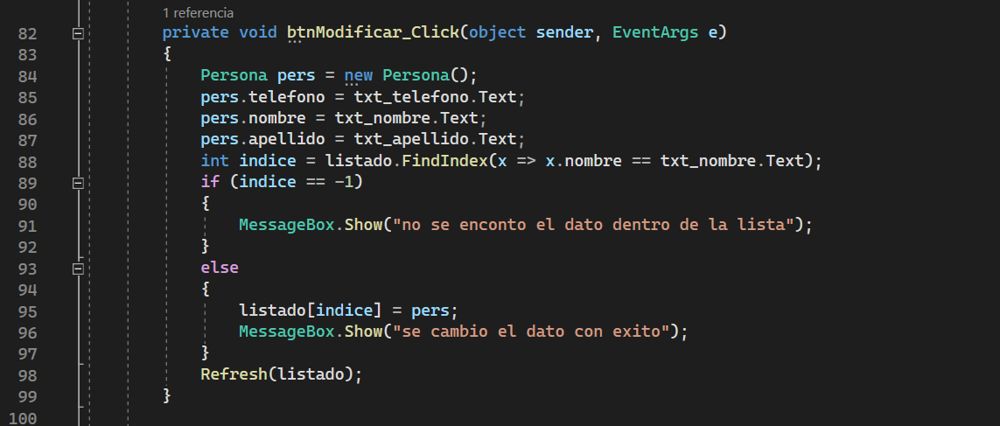 1 referencia
82 private void btnModificar_Click(object sender, EventArgs e)
83 {
84 Persona pers = new Persona();
85 pers.telefono = txt_telefono.Text;
86 pers.nombre = txt_nombre.Text;
87 pers.apellido = txt_apellido.Text;
88 int indice = listado.FindIndex(x => x.nombre == txt_nombre.Text);
89 if (indice == -1)
90 {
91 MessageBox.Show("no se enconto el dato dentro de la lista");
92 }
93 else
94 {
95 listado[indice] = pers;
96 MessageBox.Show("se cambio el dato con exito");
97 }
98 Refresh(listado);
99 }
100